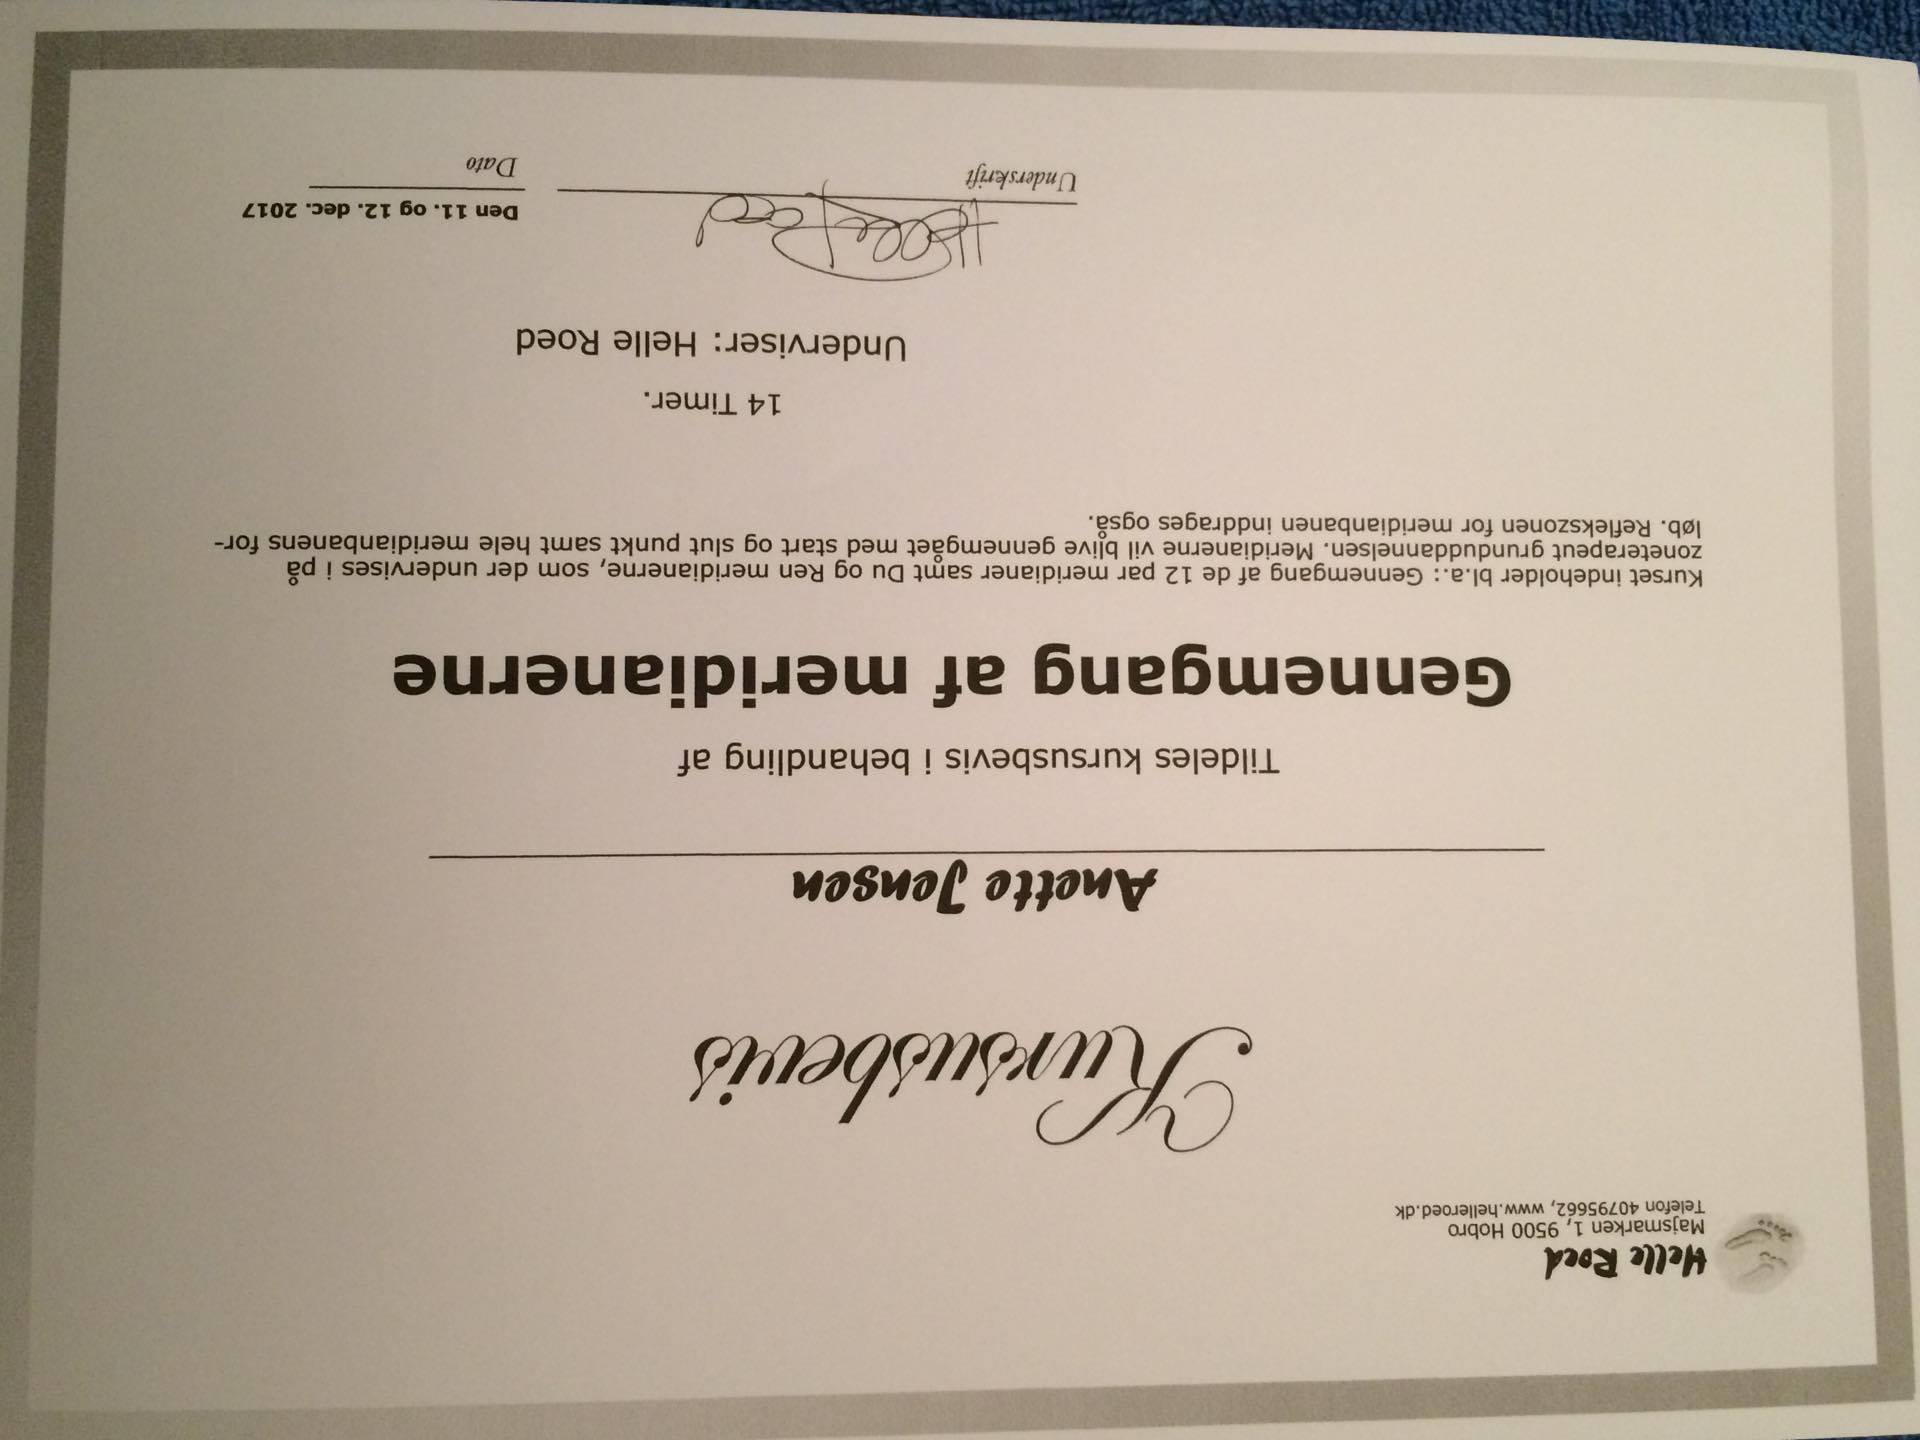 Helle Roed
Majsmarken 1, 9500 Hobro
Telefon 40795662, www.helleroed.dk
Kursusbevis
Anette Jensen
Tildeles kursusbevis i behandling af
Gennemgang af meridianerne
Kurset indeholder bl.a.: Gennemgang af de 12 par meridianer samt Du og Ren meridianerne, som der undervises i på
zoneterapeut grunduddannelsen. Meridianerne vil blive gennemgået med start og slut punkt samt hele meridianbanens for-
løb. Reflekszonen for meridianbanen inddrages også.
14 Timer.
Underviser: Helle Roed
Helle Roed
Den 11. og 12. dec. 2017
Underskrift
Dato